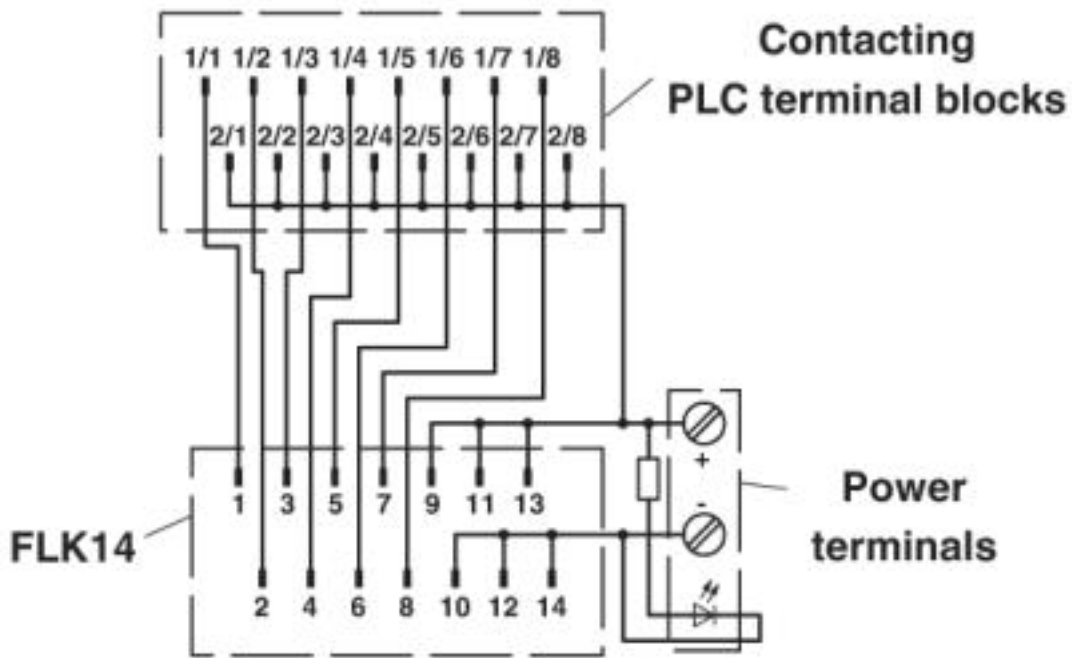 Contacting
PLC terminal blocks
1/1 1/2 1/3 1/4 1/5 1/6 1/7 1/8
2/1 2/2 2/3 2/4 2/5 2/6 2/7 2/8
+
-
Power
terminals
FLK14
1 3 5 7 9 11 13
2 4 6 8 10 12 14